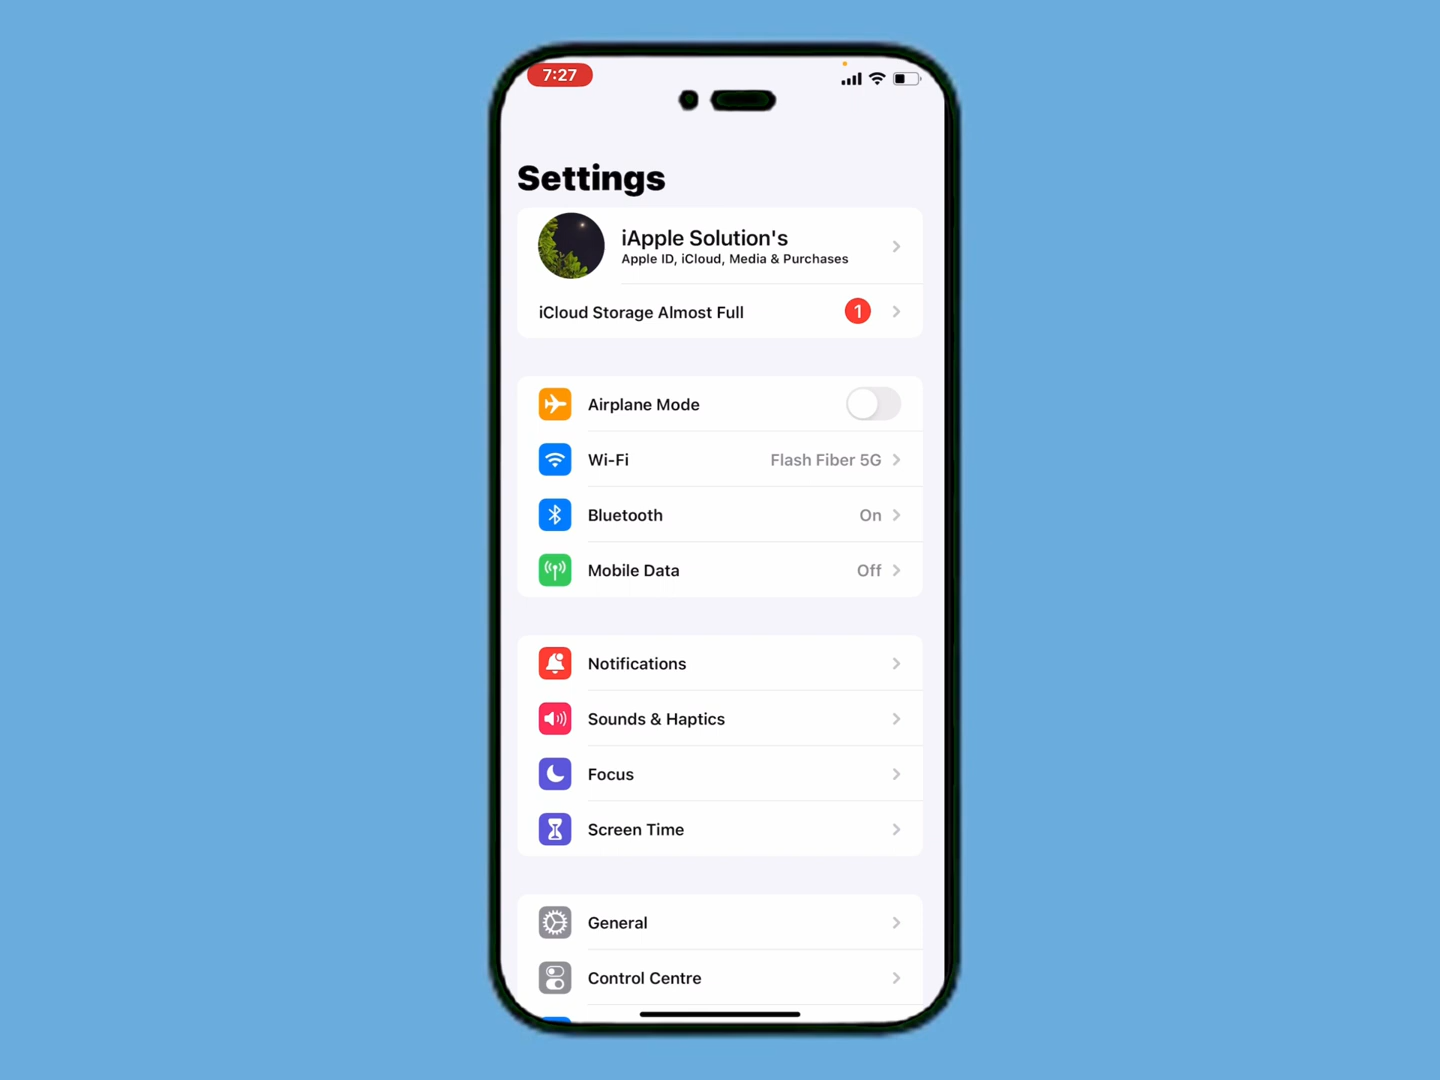 7:27
Settings
iApple Solution's
Apple ID, iCloud, Media & Purchases
iCloud Storage Almost Full 1
Airplane Mode
Wi-Fi Flash Fiber 5G
Bluetooth On
Mobile Data Off
Notifications
Sounds & Haptics
Focus
Screen Time
General
Control Centre